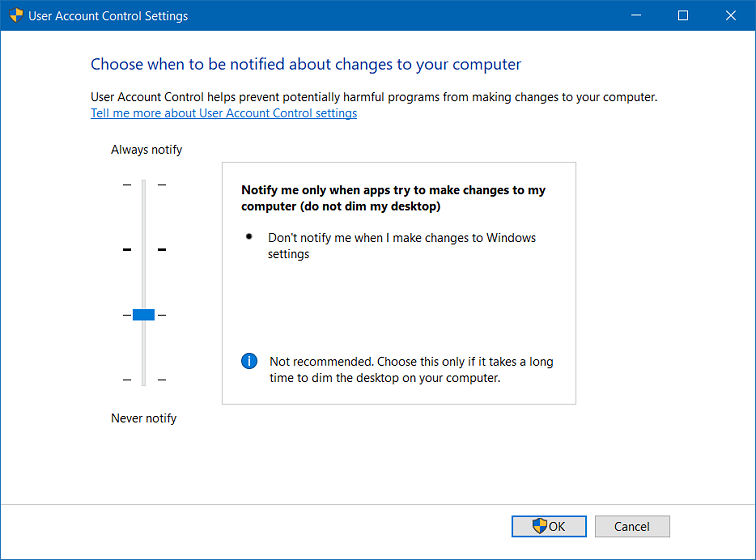 User Account Control Settings
Choose when to be notified about changes to your computer
User Account Control helps prevent potentially harmful programs from making changes to your computer.
Tell me more about User Account Control settings
Always notify
Notify me only when apps try to make changes to my
computer (do not dim my desktop)
Don't notify me when I make changes to Windows
settings
Not recommended. Choose this only if it takes a long
time to dim the desktop on your computer.
Never notify
OK
Cancel